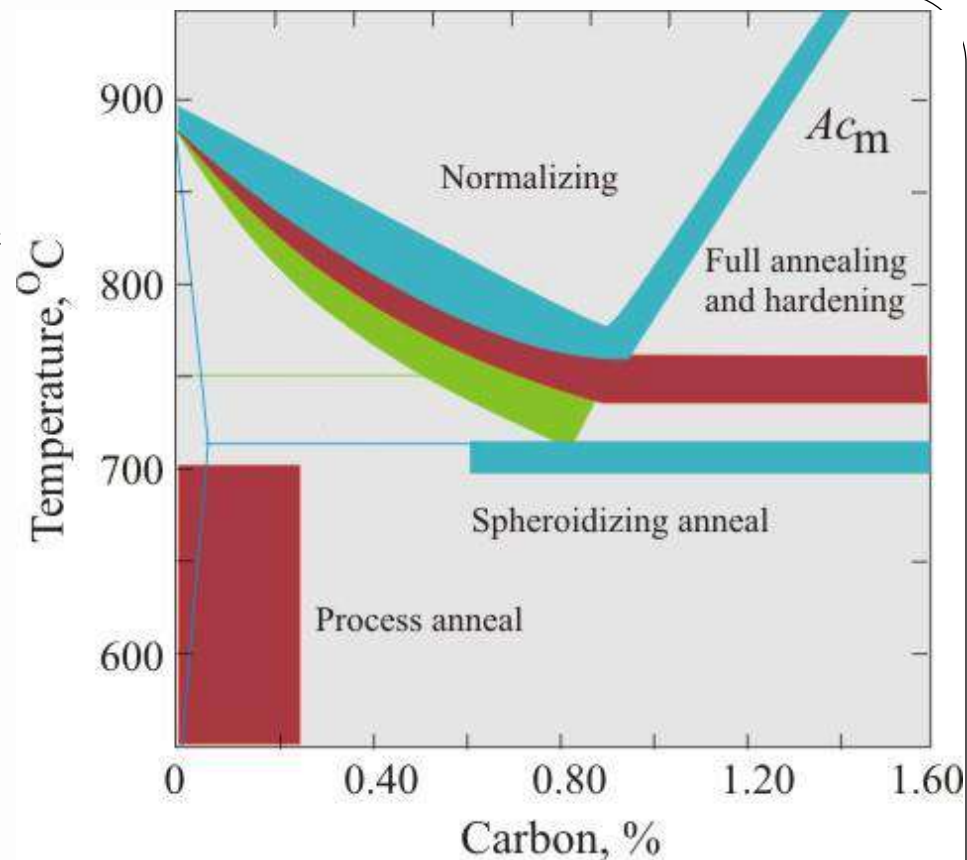 900
Ac_m
Normalizing
Full annealing
and hardening
800
Temperature, °C
700
Spheroidizing anneal
Process anneal
600
0 0.40 0.80 1.20 1.60
Carbon, %